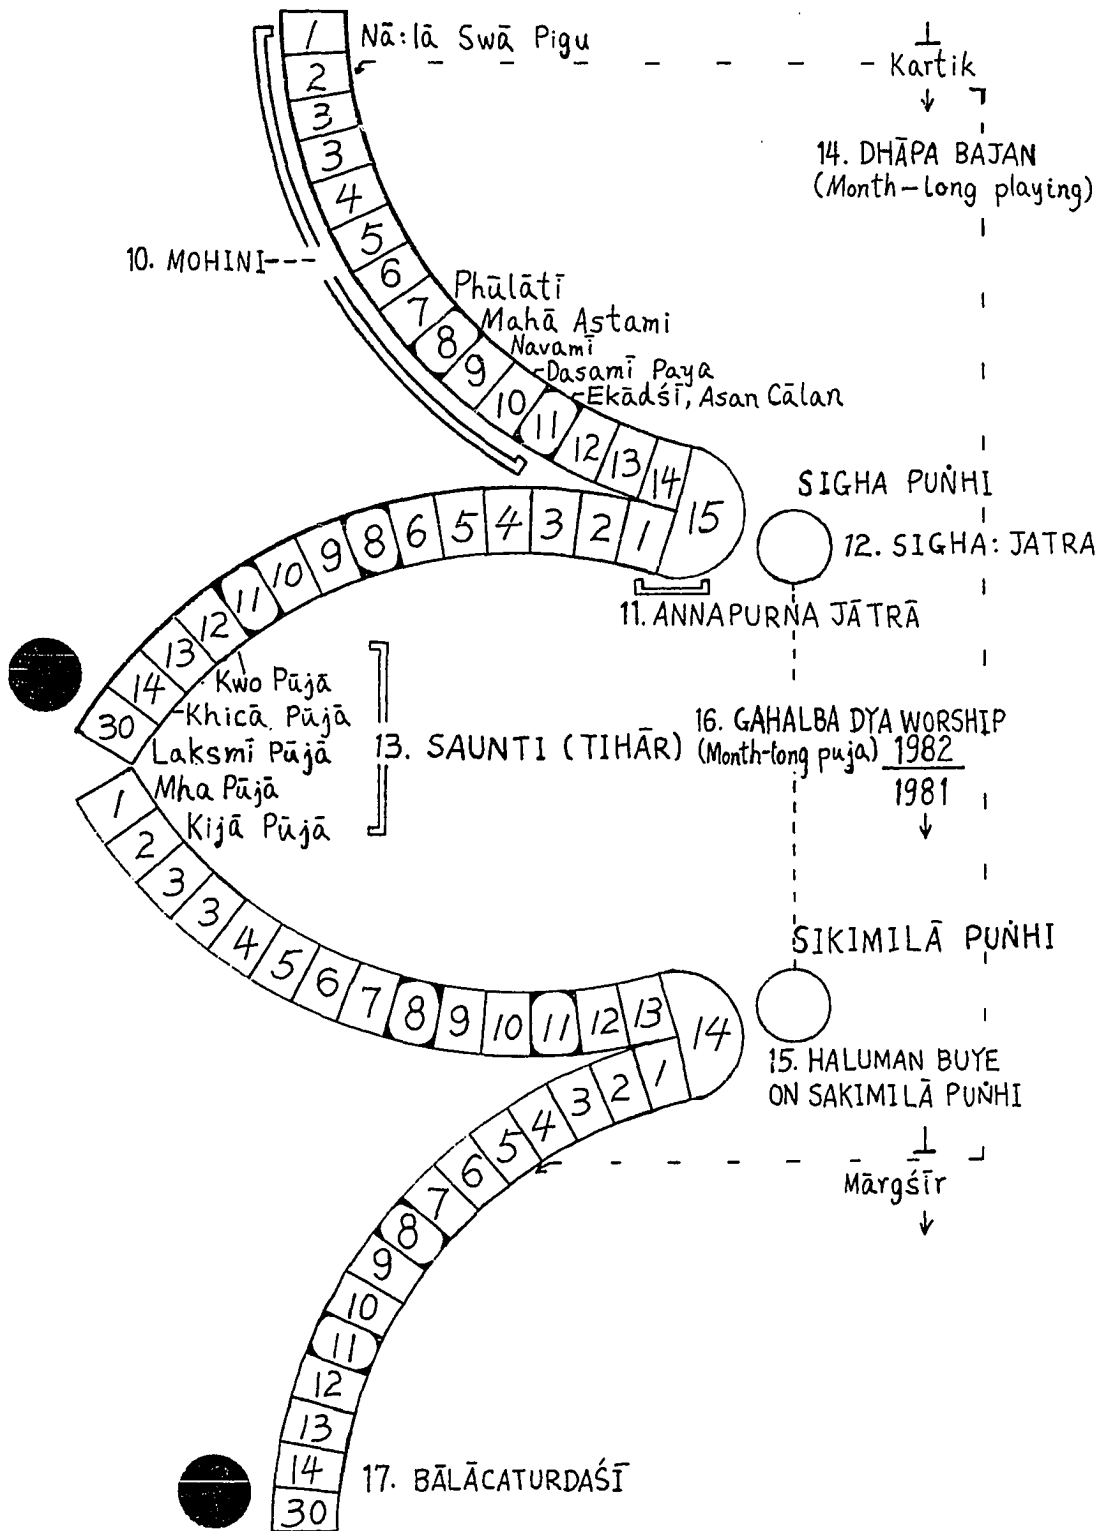 1 Nā:lā Swā Pigu
2
3
3
4
5
6
7
8
9
10
11
12
13
14
15
Kartik
14. DHĀPA BAJAN
(Month-long playing)
10. MOHINI
Phūlātī
Mahā Astami
Navamī
Dasamī Paya
Ekādśī, Asan Cālan
SIGHA PUṄHI
12. SIGHA: JATRA
11. ANNAPURNA JĀTRĀ
1
2
3
4
5
6
8
9
10
11
12
13
14
30
Kwo Pūjā
Khicā Pūjā
Laksmī Pūjā
Mha Pūjā
Kijā Pūjā
13. SAUNTI (TIHĀR)
16. GAHALBA DYA WORSHIP
(Month-long puja) 1982
1981
1
2
3
3
4
5
6
7
8
9
10
11
12
13
14
SIKIMILĀ PUṄHI
15. HALUMAN BUYE
ON SAKIMILĀ PUṄHI
Mārgśīr
1
2
3
4
5
6
7
8
9
10
11
12
13
14
30
17. BĀLĀCATURDAŚĪ